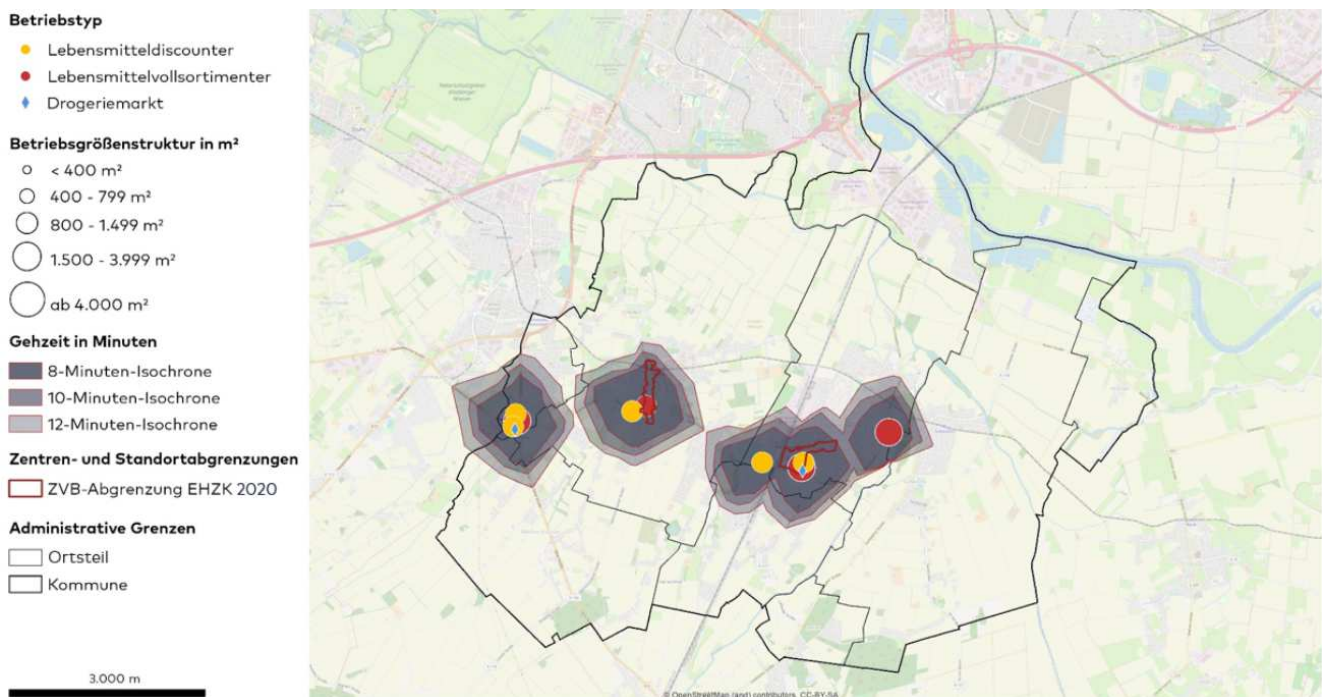 Betriebstyp
Lebensmitteldiscounter
Lebensmittelvollsortimenter
Drogeriemarkt
Betriebsgrößenstruktur in m²
< 400 m²
400 - 799 m²
800 - 1.499 m²
1.500 - 3.999 m²
ab 4.000 m²
Gehzeit in Minuten
8-Minuten-Isochrone
10-Minuten-Isochrone
12-Minuten-Isochrone
Zentren- und Standortabgrenzungen
ZVB-Abgrenzung EHZK 2020
Administrative Grenzen
Ortsteil
Kommune
3.000 m
© OpenStreetMap (and) contributors, CC-BY-SA